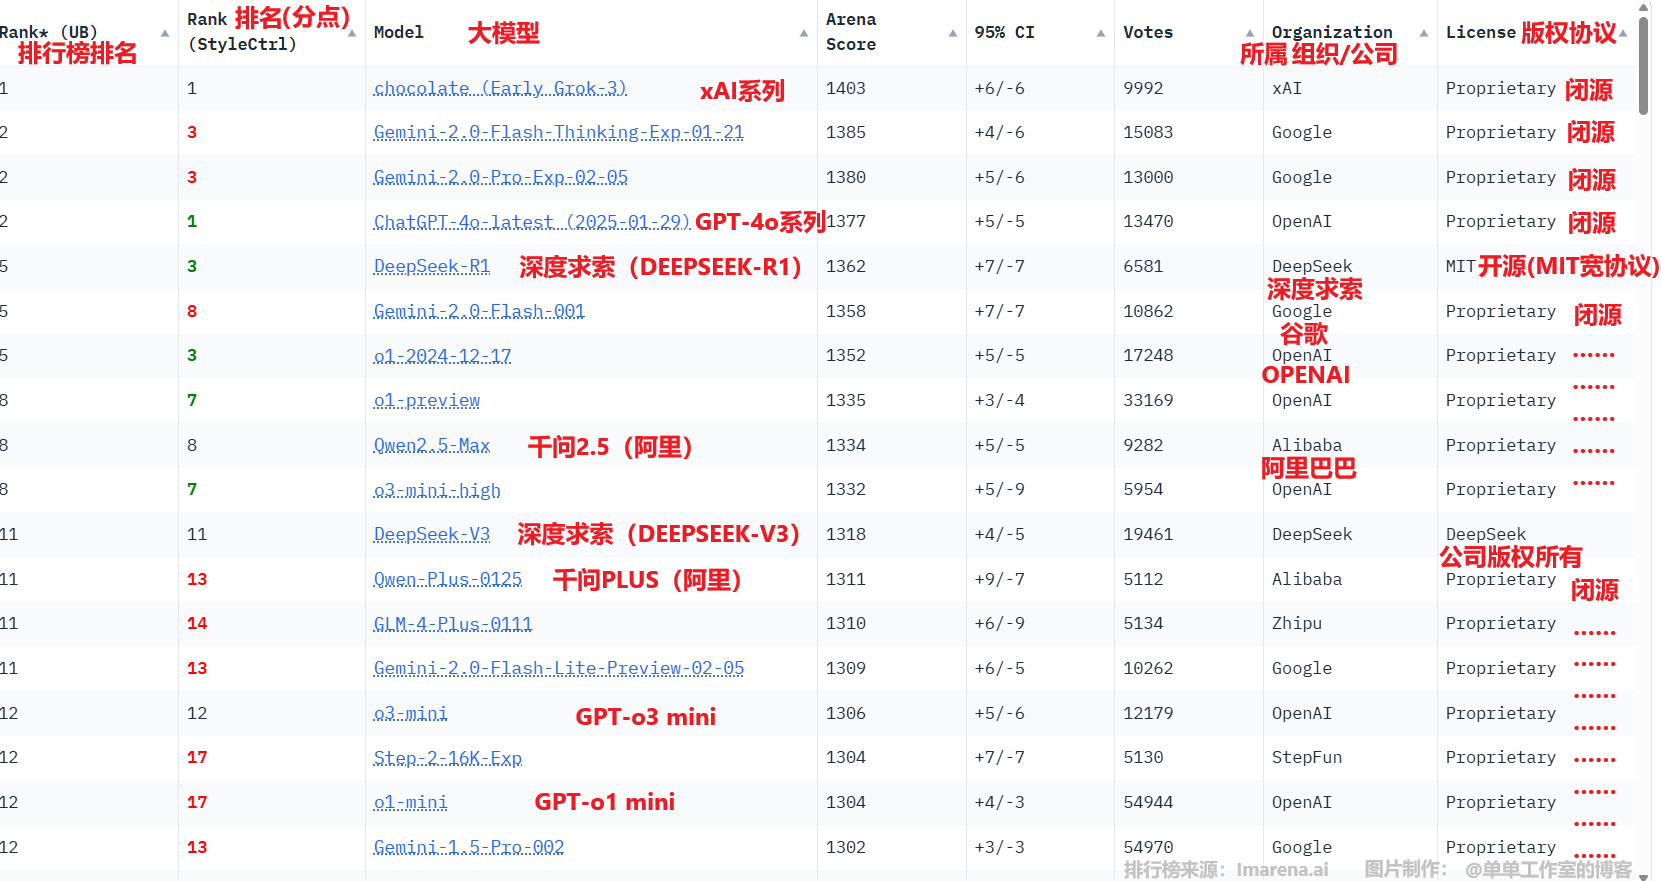 Rank* (UB) 排行榜排名 Rank (StyleCtrl) 排名(分点) Model 大模型 Arena Score 95% CI Votes Organization 所属 组织/公司 License 版权协议
1 1 chocolate (Early Grok-3) xAI系列 1403 +6/-6 9992 xAI Proprietary 闭源
2 3 Gemini-2.0-Flash-Thinking-Exp-01-21 1385 +4/-6 15083 Google Proprietary 闭源
2 3 Gemini-2.0-Pro-Exp-02-05 1380 +5/-6 13000 Google Proprietary 闭源
2 1 ChatGPT-4o-latest (2025-01-29) GPT-4o系列 1377 +5/-5 13470 OpenAI Proprietary 闭源
5 3 DeepSeek-R1 深度求索（DEEPSEEK-R1） 1362 +7/-7 6581 DeepSeek MIT 开源(MIT宽协议)
深度求索
5 8 Gemini-2.0-Flash-001 1358 +7/-7 10862 Google Proprietary 闭源
谷歌
5 3 o1-2024-12-17 1352 +5/-5 17248 OpenAI Proprietary ......
OPENAI ......
8 7 o1-preview 1335 +3/-4 33169 OpenAI Proprietary ......
8 8 Qwen2.5-Max 千问2.5（阿里） 1334 +5/-5 9282 Alibaba Proprietary ......
阿里巴巴
8 7 o3-mini-high 1332 +5/-9 5954 OpenAI Proprietary ......
11 11 DeepSeek-V3 深度求索（DEEPSEEK-V3） 1318 +4/-5 19461 DeepSeek DeepSeek
公司版权所有
11 13 Qwen-Plus-0125 千问PLUS（阿里） 1311 +9/-7 5112 Alibaba Proprietary 闭源
11 14 GLM-4-Plus-0111 1310 +6/-9 5134 Zhipu Proprietary ......
11 13 Gemini-2.0-Flash-Lite-Preview-02-05 1309 +6/-5 10262 Google Proprietary ......
......
12 12 o3-mini GPT-o3 mini 1306 +5/-6 12179 OpenAI Proprietary ......
12 17 Step-2-16K-Exp 1304 +7/-7 5130 StepFun Proprietary ......
......
12 17 o1-mini GPT-o1 mini 1304 +4/-3 54944 OpenAI Proprietary
......
12 13 Gemini-1.5-Pro-002 1302 +3/-3 54970 Google Proprietary ......
排行榜来源：lmarena.ai 图片制作： @单单工作室的博客